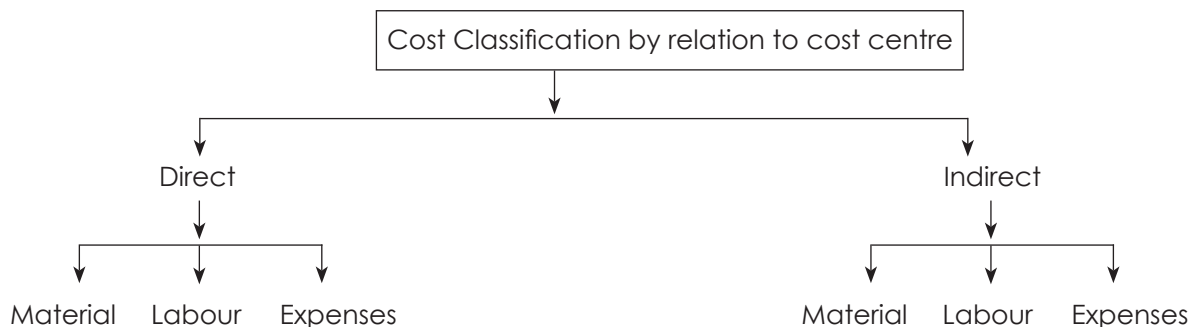 Cost Classification by relation to cost centre
Direct Indirect
Material Labour Expenses Material Labour Expenses